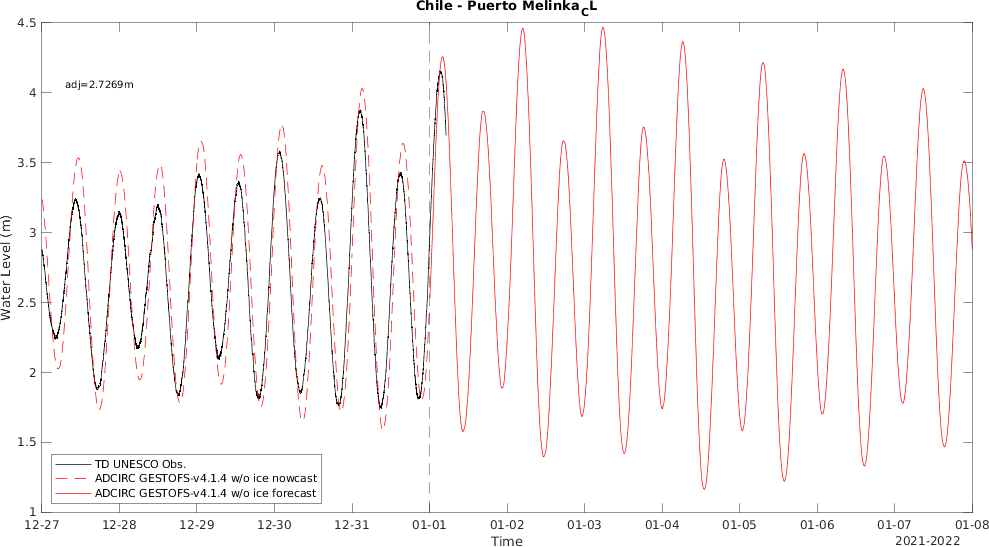 Chile - Puerto Melinka_CL
4.5
4
3.5
3
2.5
2
1.5
1
Water Level (m)
adj=2.7269m
TD UNESCO Obs.
ADCIRC GESTOFS-v4.1.4 w/o ice nowcast
ADCIRC GESTOFS-v4.1.4 w/o ice forecast
12-27 12-28 12-29 12-30 12-31 01-01 01-02 01-03 01-04 01-05 01-06 01-07 01-08
Time
2021-2022